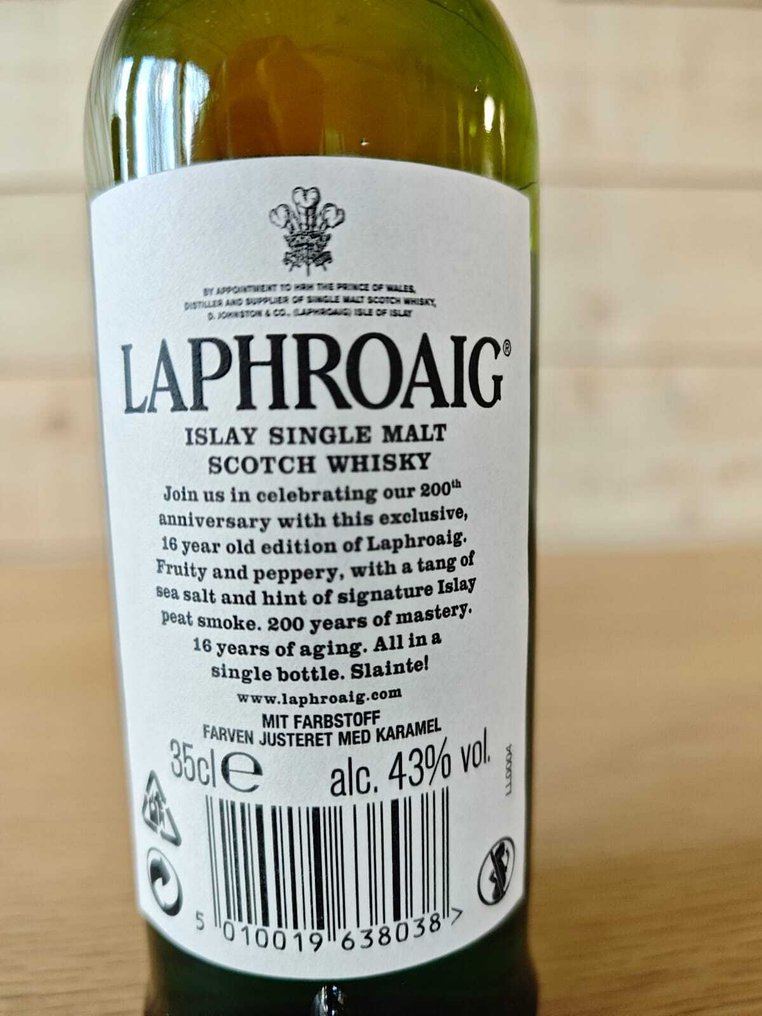 BY APPOINTMENT TO HRH THE PRINCE OF WALES,
DISTILLER AND SUPPLIER OF SINGLE MALT SCOTCH WHISKY,
D. JOHNSTON & CO., (LAPHROAIG) ISLE OF ISLAY
LAPHROAIG®
ISLAY SINGLE MALT
SCOTCH WHISKY
Join us in celebrating our 200th
anniversary with this exclusive,
16 year old edition of Laphroaig.
Fruity and peppery, with a tang of
sea salt and hint of signature Islay
peat smoke. 200 years of mastery.
16 years of aging. All in a
single bottle. Slainte!
www.laphroaig.com
MIT FARBSTOFF
FARVEN JUSTERET MED KARAMEL
35cl e alc. 43% vol.
LL0004
5 010019 638038 >